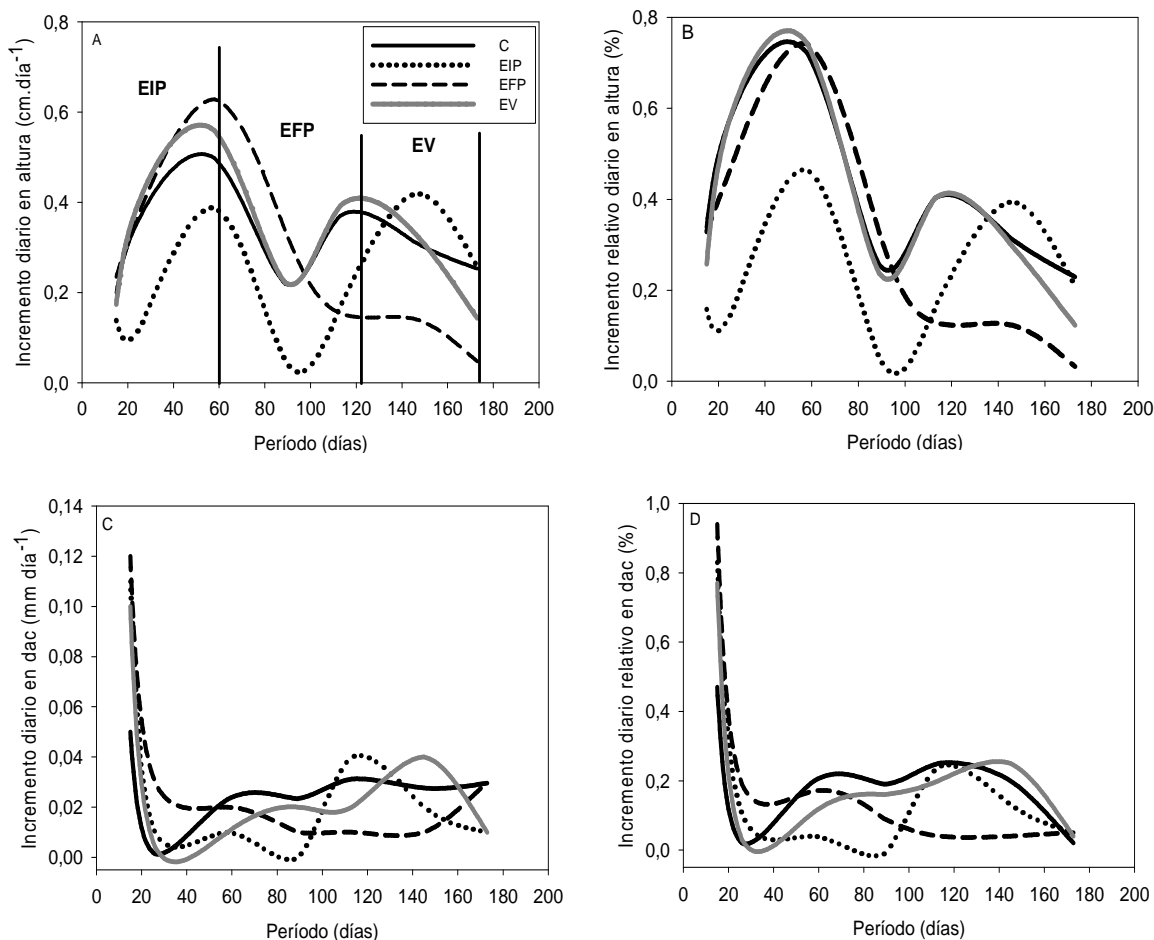 A
Incremento diario en altura (cm.día-1)
0,8
0,6
0,4
0,2
0,0
EIP
EFP
EV
C
EIP
EFP
EV
0 20 40 60 80 100 120 140 160 180 200
Período (días)
B
Incremento relativo diario en altura (%)
0,8
0,6
0,4
0,2
0,0
0 20 40 60 80 100 120 140 160 180 200
Período (días)
C
Incremento diario en dac (mm día-1)
0,14
0,12
0,10
0,08
0,06
0,04
0,02
0,00
0 20 40 60 80 100 120 140 160 180 200
Período (días)
D
Incremento diario relativo en dac (%)
1,0
0,8
0,6
0,4
0,2
0,0
0 20 40 60 80 100 120 140 160 180 200
Período (días)